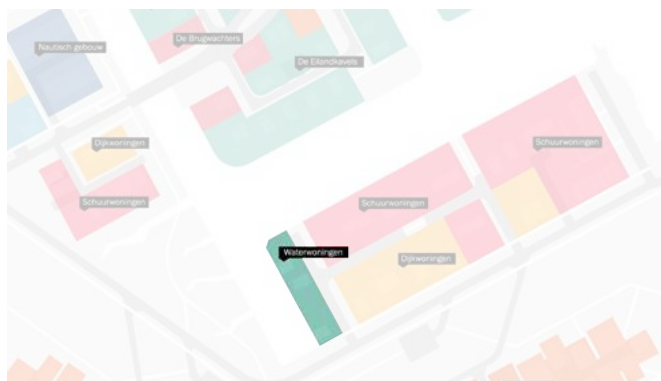 De Brugwachters
Nautisch gebouw
De Eilandkavels
Dijkwoningen
Schuurwoningen
Schuurwoningen
Schuurwoningen
Waterwoningen
Dijkwoningen